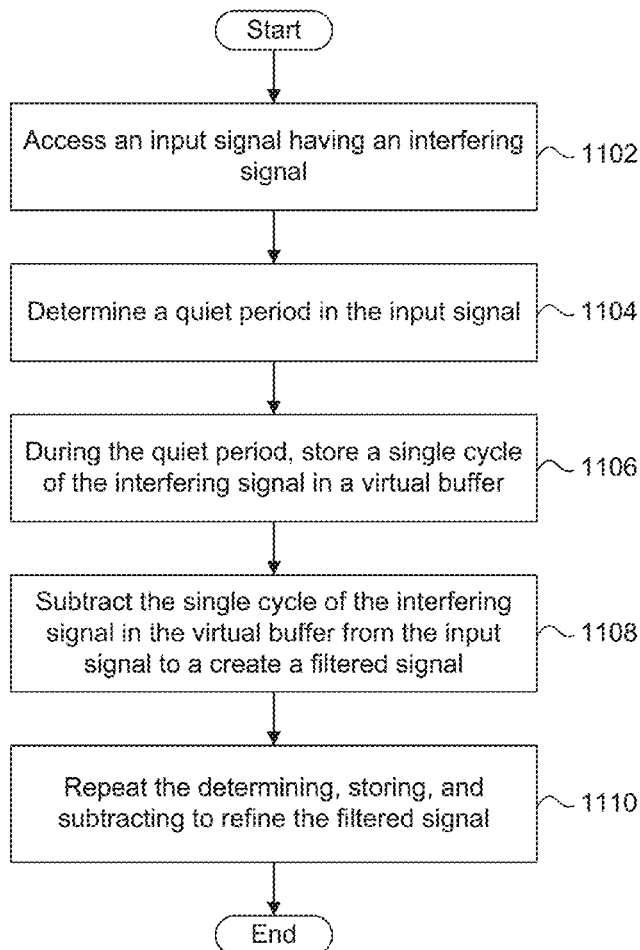 Start
Access an input signal having an interfering
signal
1102
Determine a quiet period in the input signal
1104
During the quiet period, store a single cycle
of the interfering signal in a virtual buffer
1106
Subtract the single cycle of the interfering
signal in the virtual buffer from the input
signal to a create a filtered signal
1108
Repeat the determining, storing, and
subtracting to refine the filtered signal
1110
End